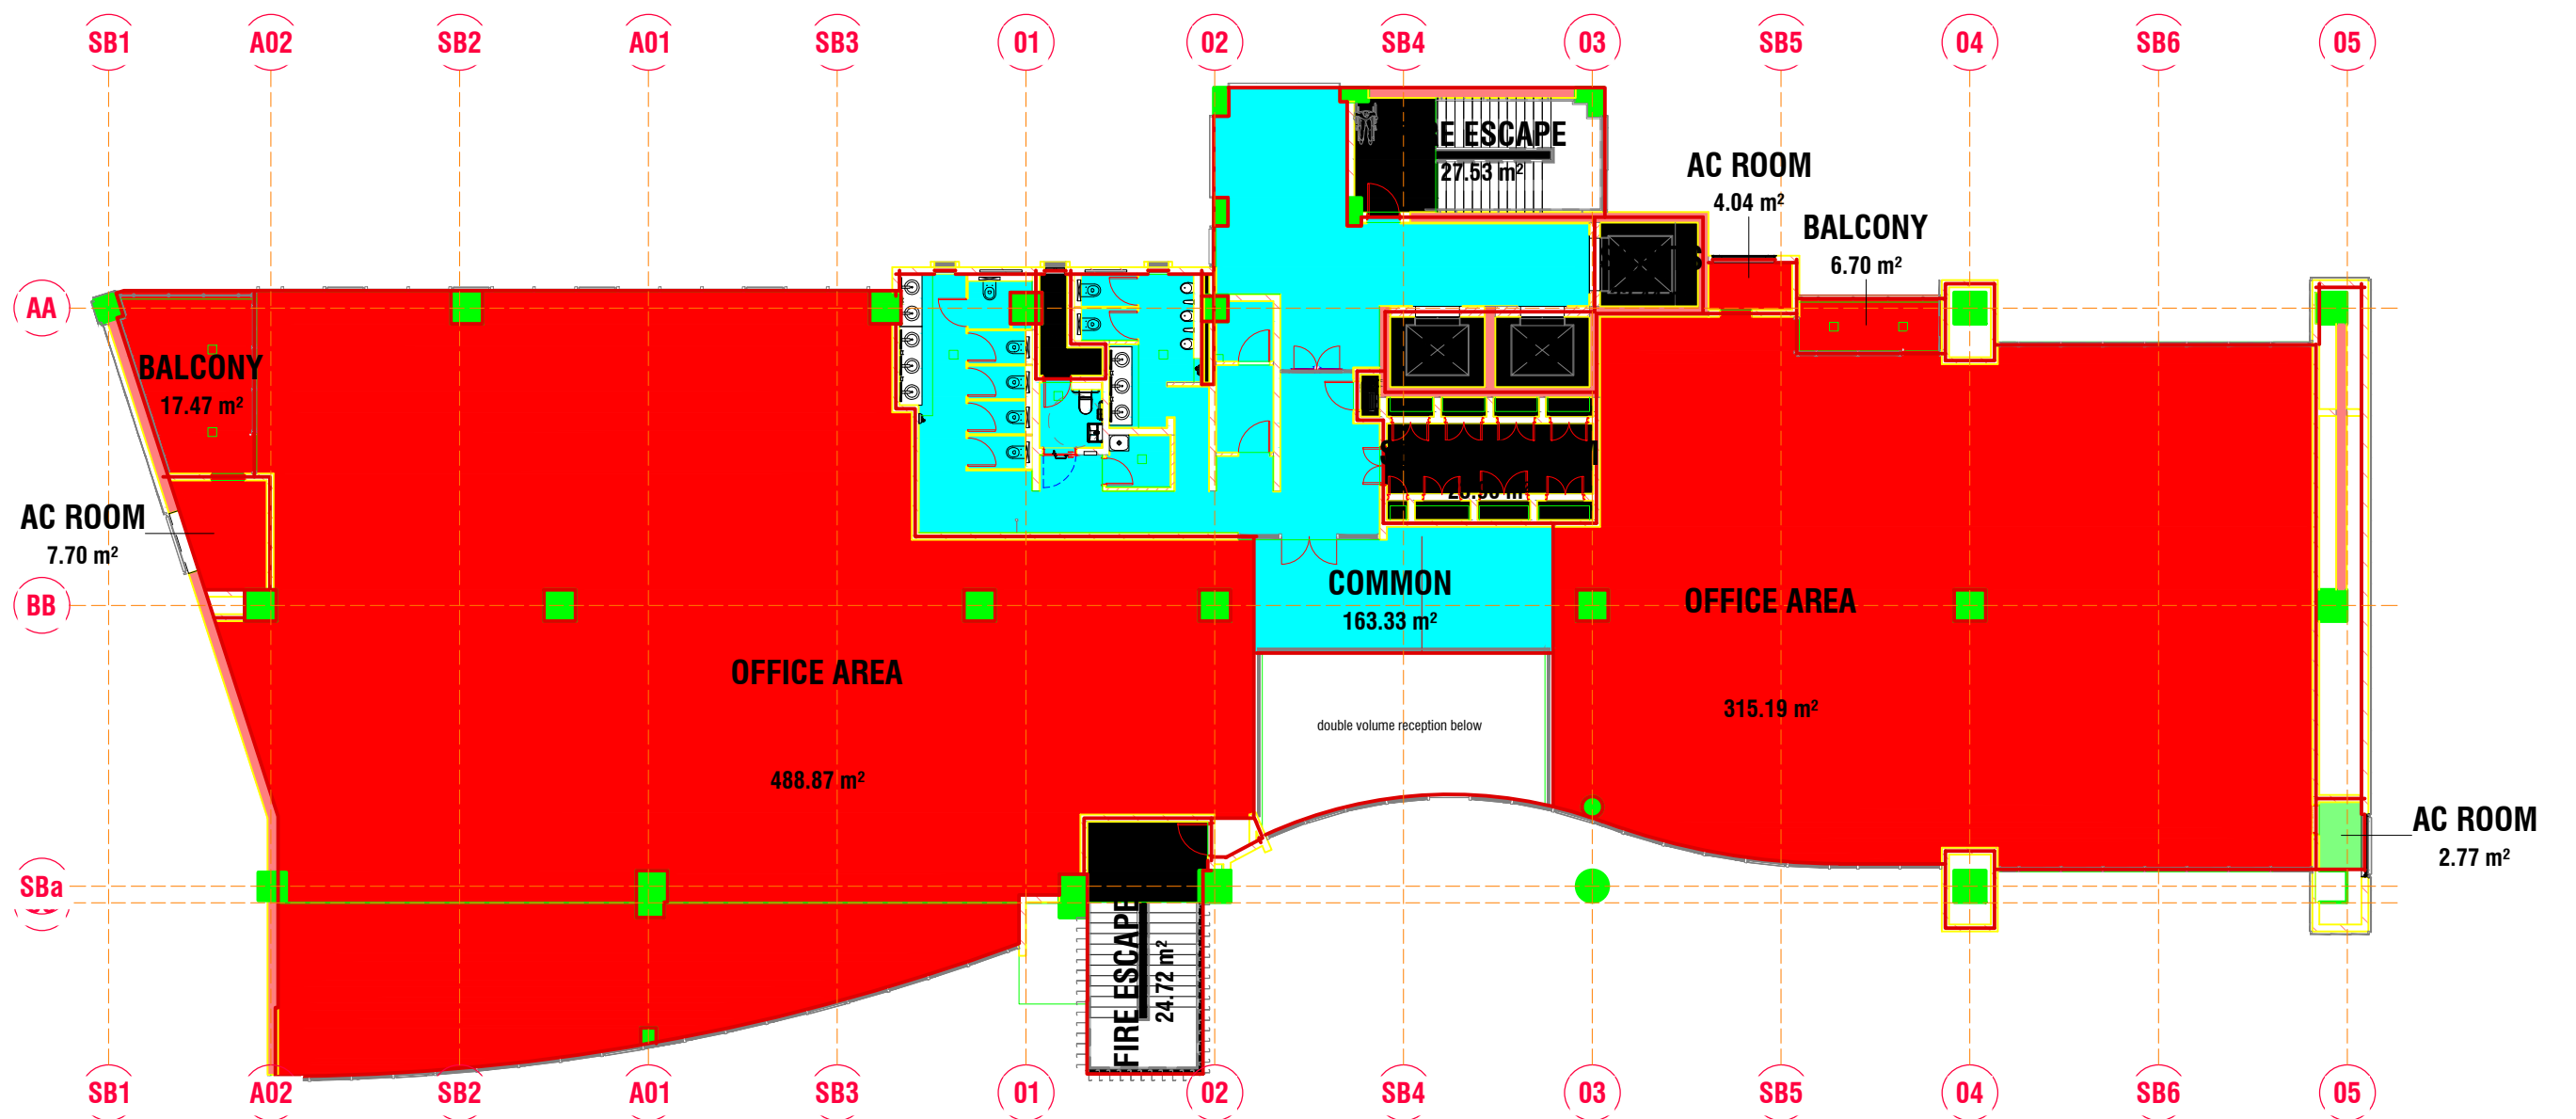 SB1 A02 SB2 A01 SB3 01 02 SB4 03 SB5 04 SB6 05
ESCAPE
27.53 m²
AC ROOM
4.04 m²
BALCONY
6.70 m²
AA
BALCONY
17.47 m²
AC ROOM
7.70 m²
BB
COMMON
163.33 m²
OFFICE AREA
315.19 m²
OFFICE AREA
488.87 m²
double volume reception below
AC ROOM
2.77 m²
SBa
FIRE ESCAPE
24.72 m²
SB1 A02 SB2 A01 SB3 01 02 SB4 03 SB5 04 SB6 05